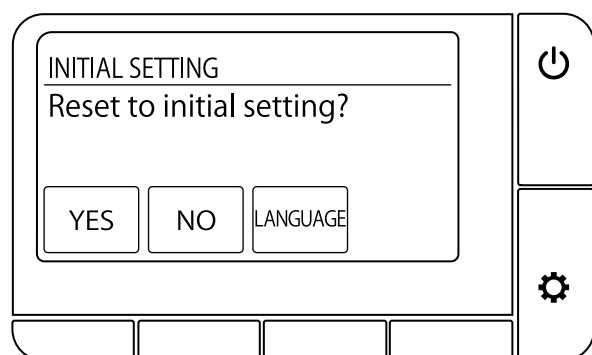 INITIAL SETTING
Reset to initial setting?
YES NO LANGUAGE